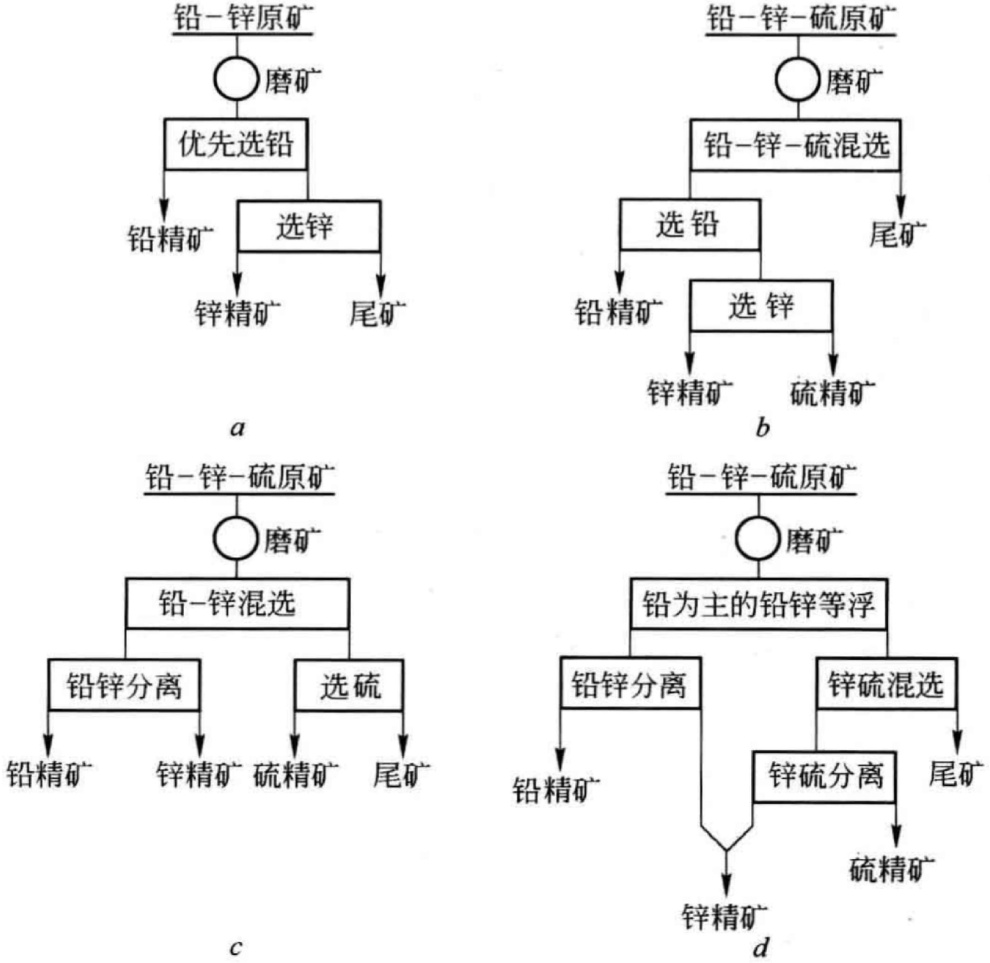 铅-锌原矿
磨矿
优先选铅
铅精矿
选锌
锌精矿
尾矿
a
铅-锌-硫原矿
磨矿
铅-锌-硫混选
选铅
尾矿
铅精矿
选锌
锌精矿
硫精矿
b
铅-锌-硫原矿
磨矿
铅-锌混选
铅锌分离
选硫
铅精矿
锌精矿
硫精矿
尾矿
c
铅-锌-硫原矿
磨矿
铅为主的铅锌等浮
铅锌分离
锌硫混选
铅精矿
锌硫分离
尾矿
硫精矿
锌精矿
d